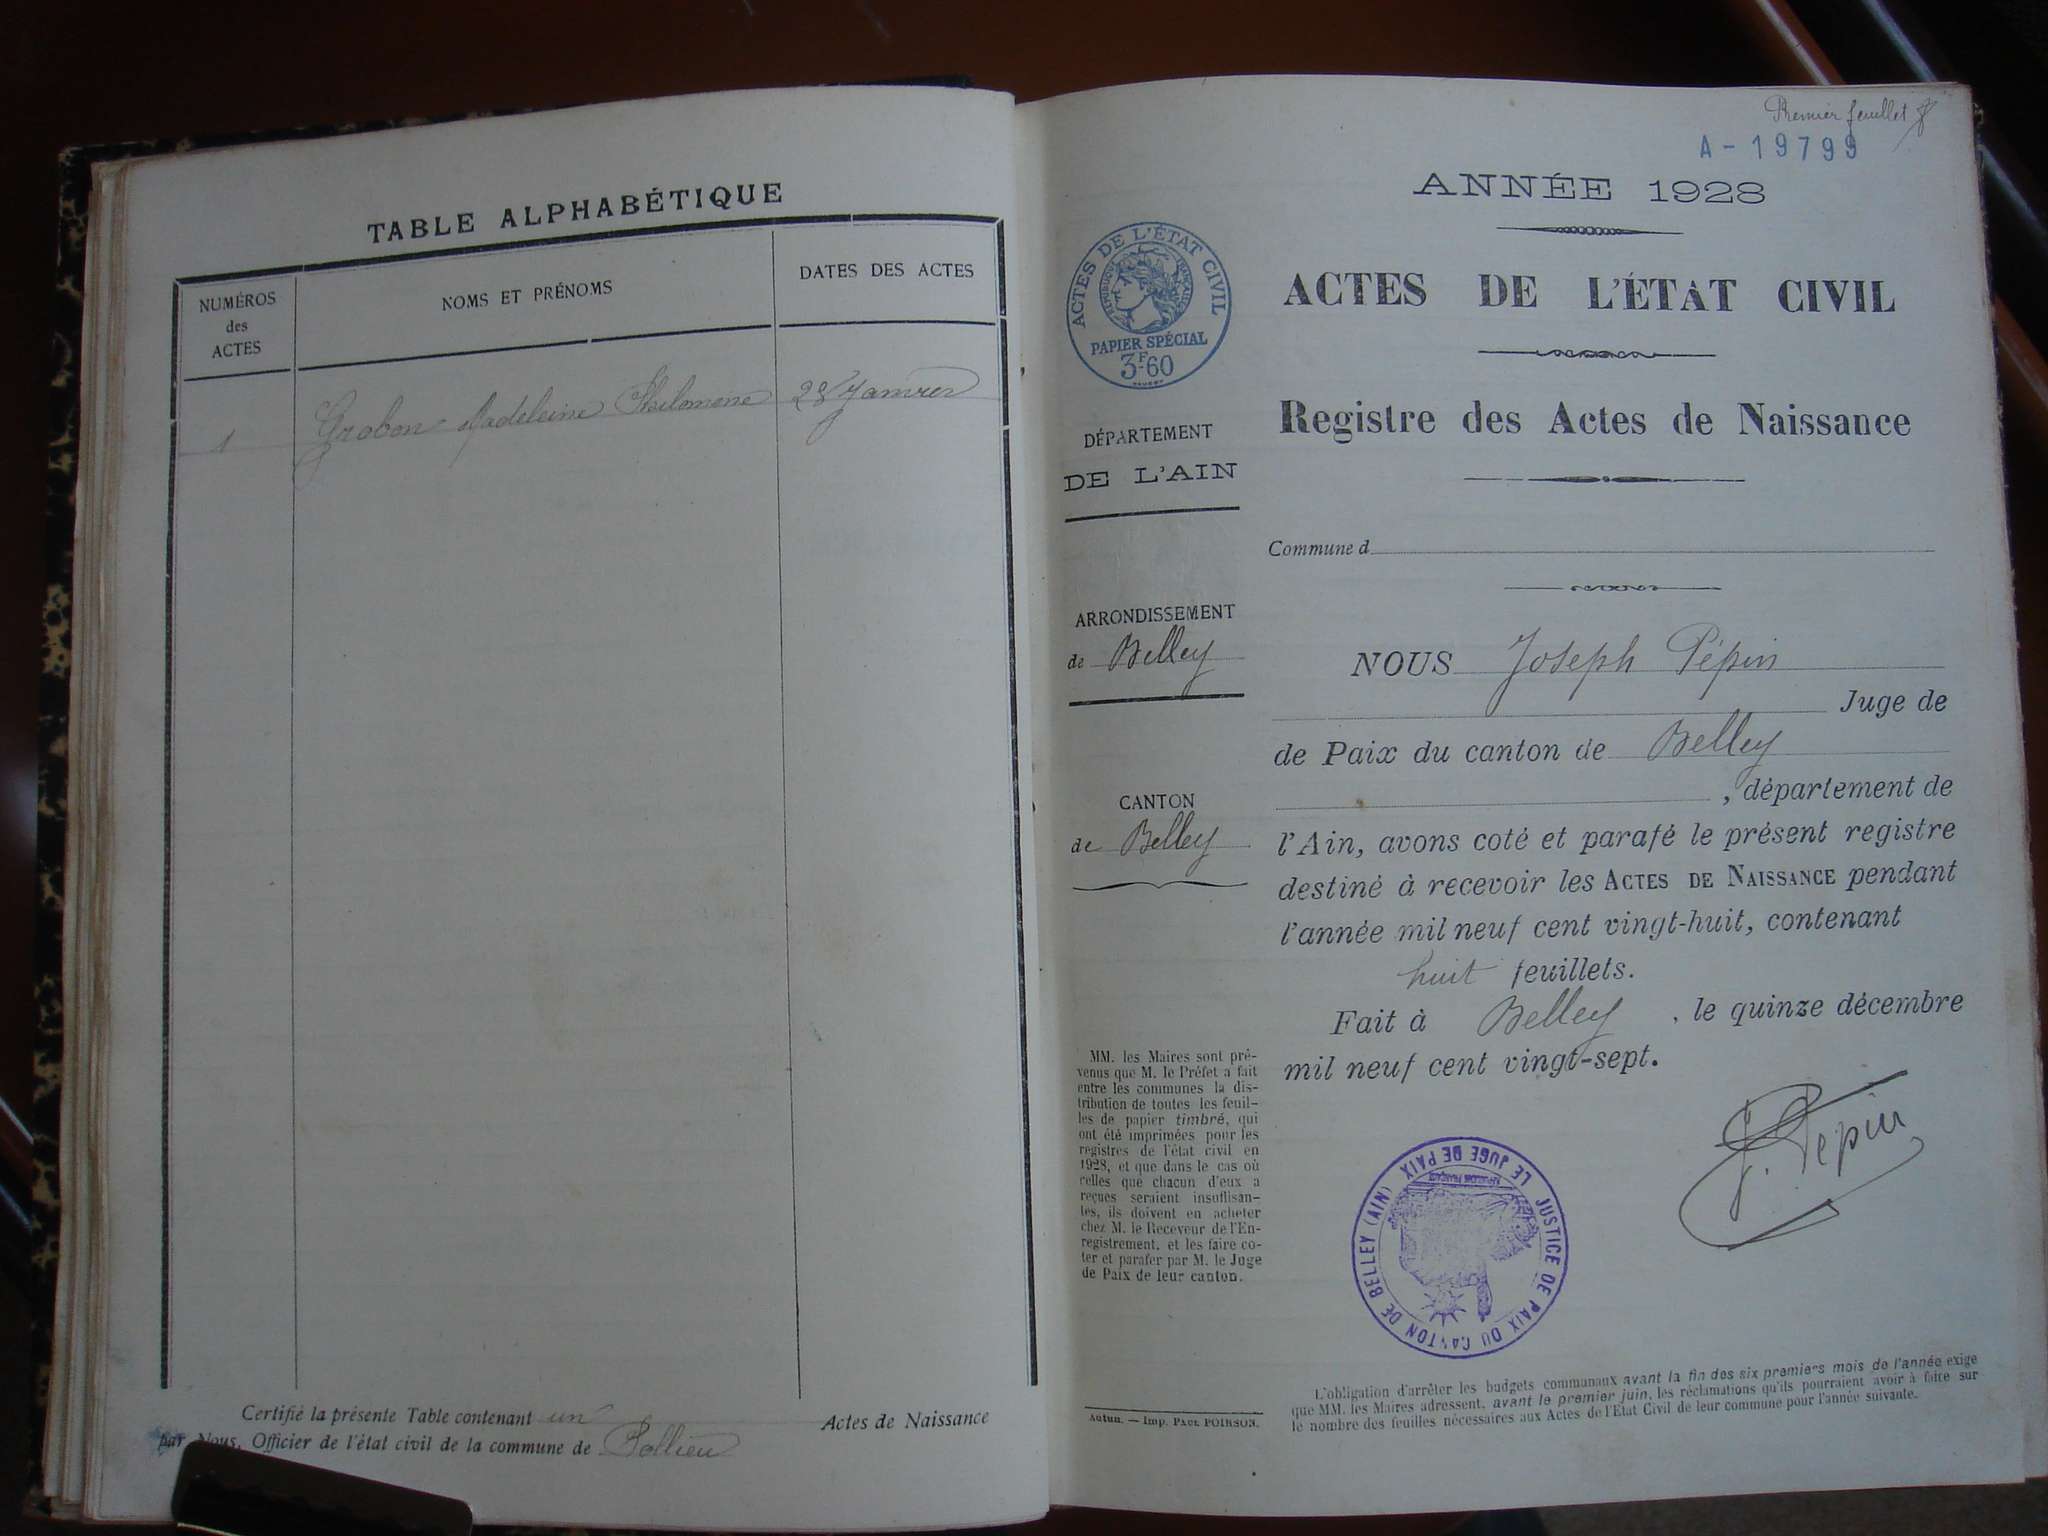 TABLE ALPHABÉTIQUE
NUMÉROS
des
ACTES
NOMS ET PRÉNOMS
DATES DES ACTES
1
Grobon Madeleine Philomène
28 Janvier
Certifié la présente Table contenant un Actes de Naissance
par Nous, Officier de l'état civil de la commune de Pollieu
Premier feuillet
A - 19799
ANNÉE 1928
ACTES DE L'ÉTAT CIVIL
RÉPUBLIQUE FRANÇAISE
PAPIER SPÉCIAL
3F60
ACTES DE L'ÉTAT CIVIL
Registre des Actes de Naissance
DÉPARTEMENT
DE L'AIN
Commune d
ARRONDISSEMENT
de Belley
NOUS Joseph Pépin
Juge de
de Paix du canton de Belley
, département de
CANTON
de Belley
l'Ain, avons coté et parafé le présent registre
destiné à recevoir les ACTES DE NAISSANCE pendant
l'année mil neuf cent vingt-huit, contenant
huit feuillets.
Fait à Belley, le quinze décembre
mil neuf cent vingt-sept.
MM. les Maires sont pré-
venus que M. le Préfet a fait
entre les communes la dis-
tribution de toutes les feuil-
les de papier timbré, qui
ont été imprimées pour les
registres de l'état civil en
1928, et que dans le cas où
celles que chacun d'eux a
reçues seraient insuffisan-
tes, ils doivent en acheter
chez M. le Receveur de l'En-
registrement, et les faire co-
ter et parafer par M. le Juge
de Paix de leur canton.
J. Pépin
JUSTICE DE PAIX DU CANTON DE BELLEY (AIN)
LE JUGE DE PAIX
RÉPUBLIQUE FRANÇAISE
Autun. — Imp. PAUL POIRSON.
L'obligation d'arrêter les budgets communaux avant la fin des six premiers mois de l'année exige
que MM. les Maires adressent, avant le premier juin, les réclamations qu'ils pourraient avoir à faire sur
le nombre des feuilles nécessaires aux Actes de l'Etat Civil de leur commune pour l'année suivante.